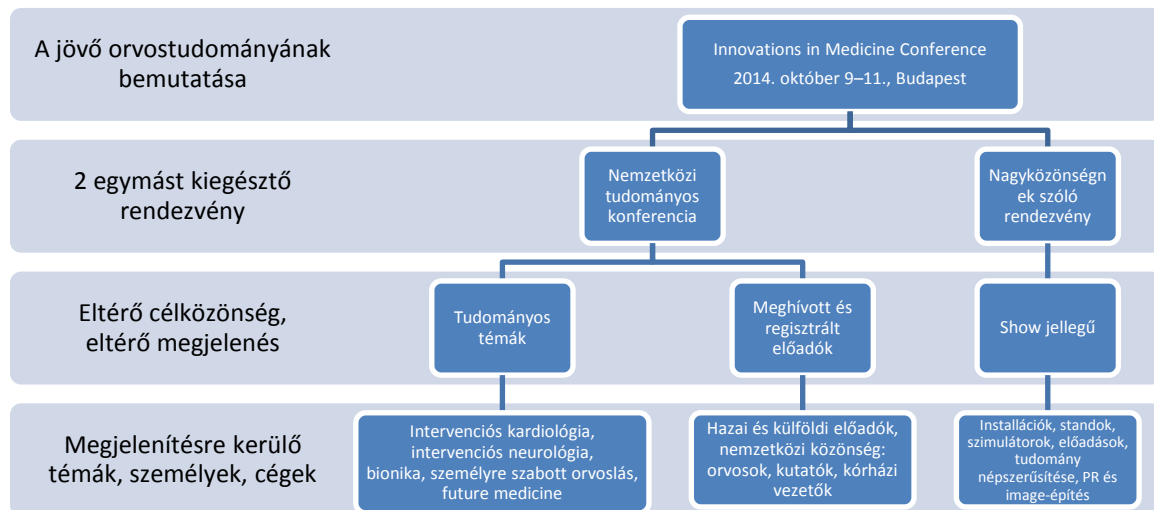 A jövő orvostudományának
bemutatása
Innovations in Medicine Conference
2014. október 9–11., Budapest
2 egymást kiegésztő
rendezvény
Nemzetközi
tudományos
konferencia
Nagyközönségn
ek szóló
rendezvény
Eltérő célközönség,
eltérő megjelenés
Tudományos
témák
Meghívott és
regisztrált
előadók
Show jellegű
Megjelenítésre kerülő
témák, személyek, cégek
Intervenciós kardiológia,
intervenciós neurológia,
bionika, személyre szabott orvoslás,
future medicine
Hazai és külföldi előadók,
nemzetközi közönség:
orvosok, kutatók, kórházi
vezetők
Installációk, standok,
szimulátorok, előadások,
tudomány
népszerűsítése, PR és
image-építés